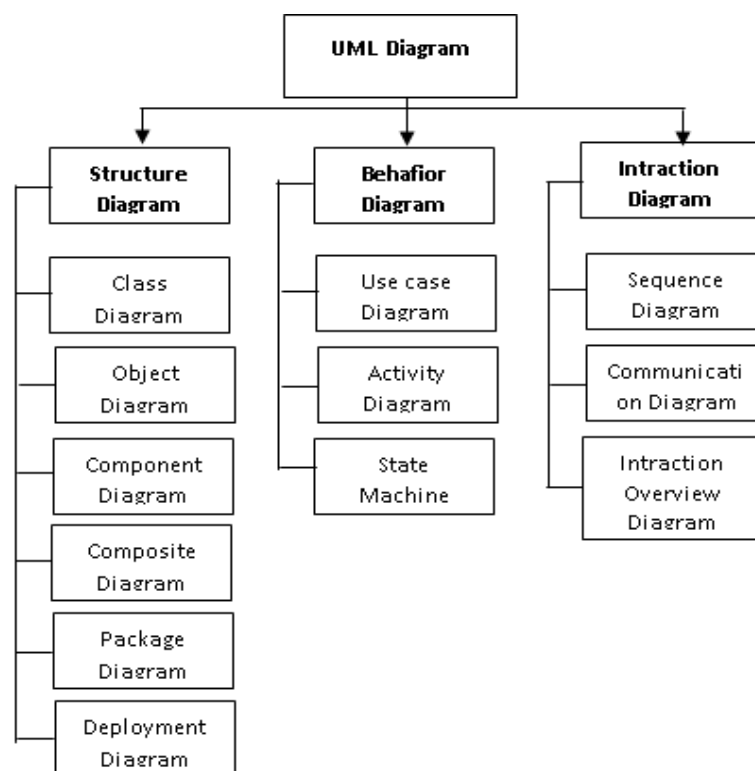 UML Diagram
Structure
Diagram
Class
Diagram
Object
Diagram
Component
Diagram
Composite
Diagram
Package
Diagram
Deployment
Diagram
Behafior
Diagram
Use case
Diagram
Activity
Diagram
State
Machine
Intraction
Diagram
Sequence
Diagram
Communicati
on Diagram
Intraction
Overview
Diagram